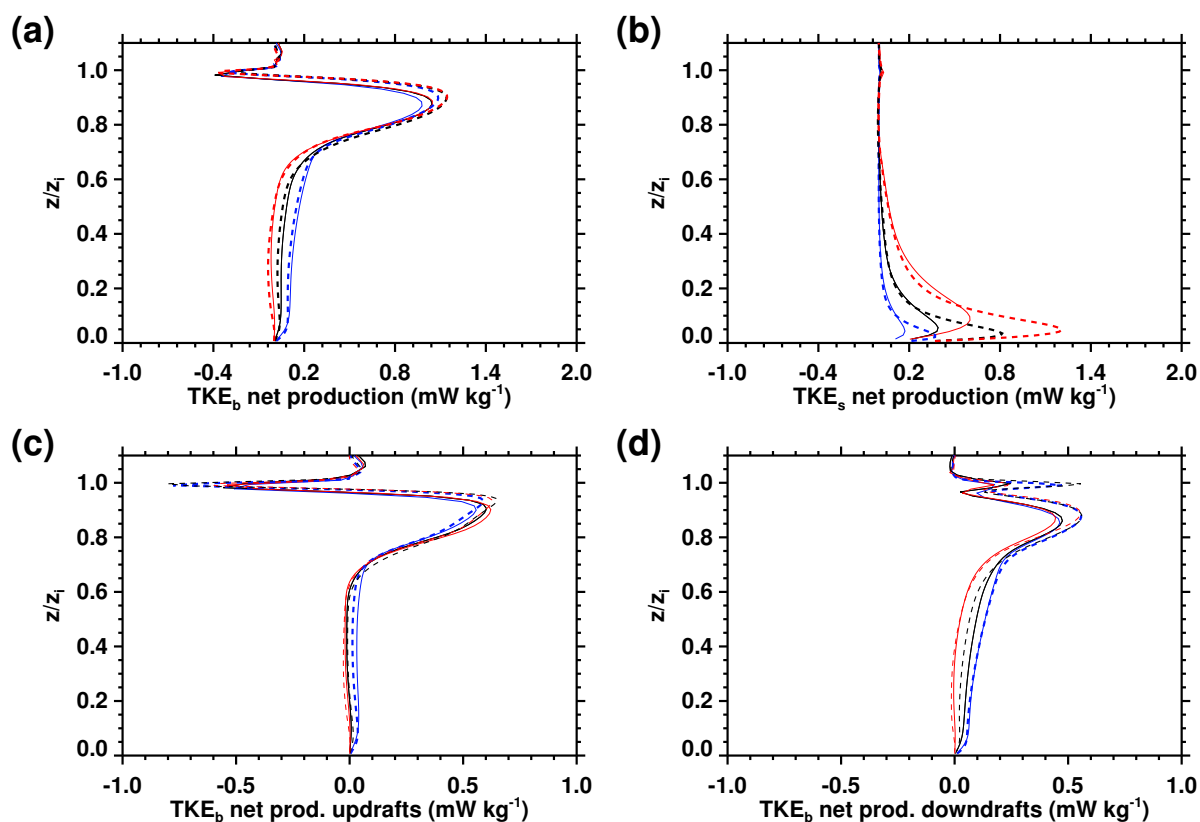 (a)
(b)
1.0
0.8
0.6
0.4
0.2
0.0
z/zi
-1.0 -0.4 0.2 0.8 1.4 2.0
TKEb net production (mW kg-1)
1.0
0.8
0.6
0.4
0.2
0.0
z/zi
-1.0 -0.4 0.2 0.8 1.4 2.0
TKEs net production (mW kg-1)
(c)
(d)
1.0
0.8
0.6
0.4
0.2
0.0
z/zi
-1.0 -0.5 0.0 0.5 1.0
TKEb net prod. updrafts (mW kg-1)
1.0
0.8
0.6
0.4
0.2
0.0
z/zi
-1.0 -0.5 0.0 0.5 1.0
TKEb net prod. downdrafts (mW kg-1)